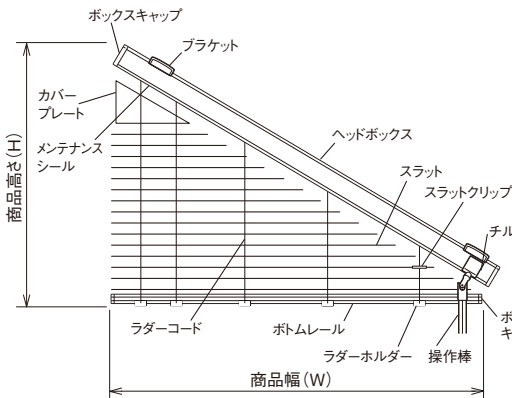 ボックスキャップ
ブラケット
カバー
プレート
メンテナンス
シール
ヘッドボックス
スラット
スラットクリップ
チル
商品高さ(H)
ボ
キ
ラダーコード
ボトムレール
ラダーホルダー
操作棒
商品幅(W)